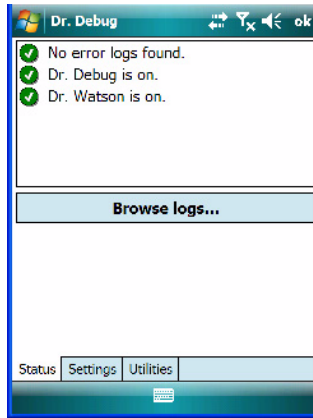 Dr. Debug ok
No error logs found.
Dr. Debug is on.
Dr. Watson is on.
Browse logs...
Status Settings Utilities